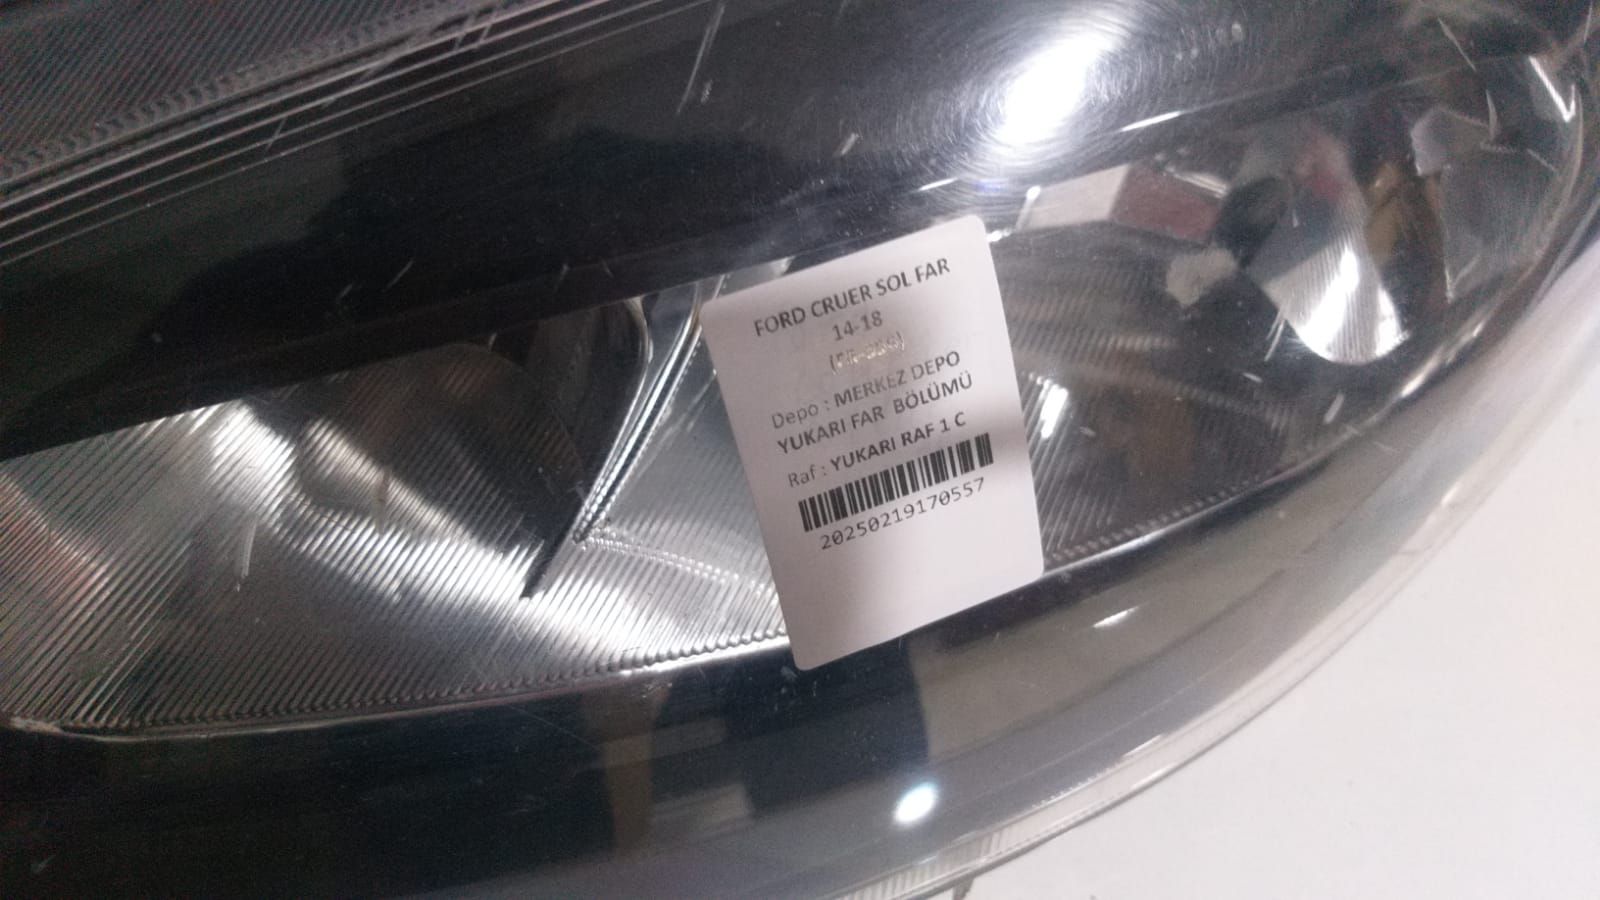 FORD CRUER SOL FAR
14-18
Depo : MERKEZ DEPO
YUKARI FAR BÖLÜMÜ
Raf : YUKARI RAF 1 C
20250219170557